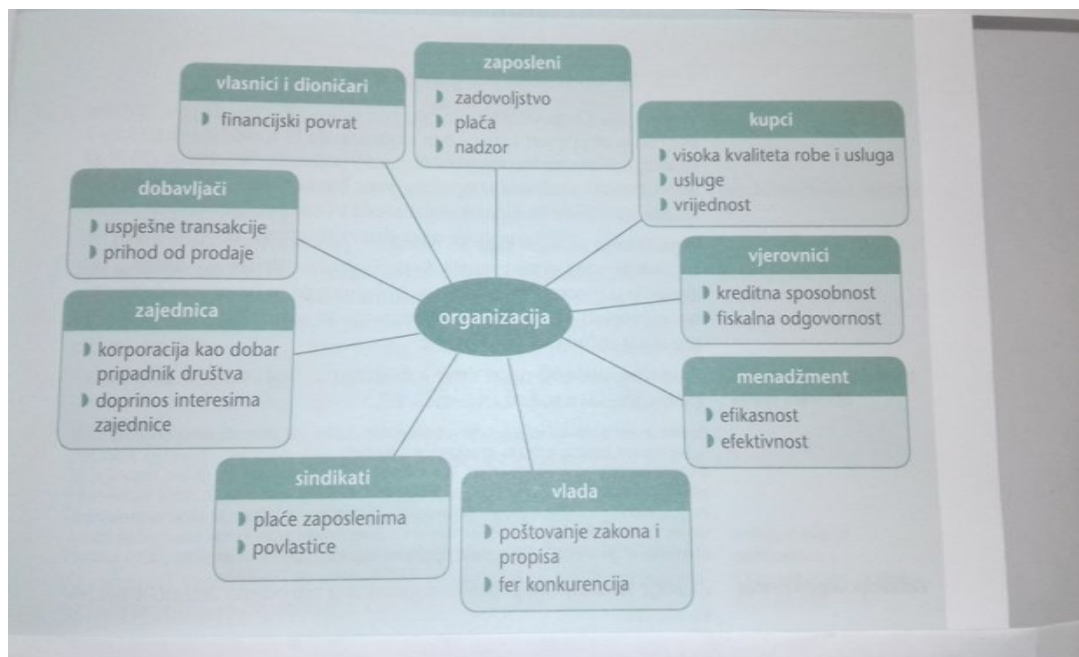 vlasnici i dioničari
financijski povrat
zaposleni
zadovoljstvo
plaća
nadzor
kupci
visoka kvaliteta robe i usluga
usluge
vrijednost
dobavljači
uspješne transakcije
prihod od prodaje
vjerovnici
kreditna sposobnost
fiskalna odgovornost
organizacija
zajednica
korporacija kao dobar
pripadnik društva
doprinos interesima
zajednice
menadžment
efikasnost
efektivnost
sindikati
plaće zaposlenima
povlastice
vlada
poštovanje zakona i
propisa
fer konkurencija